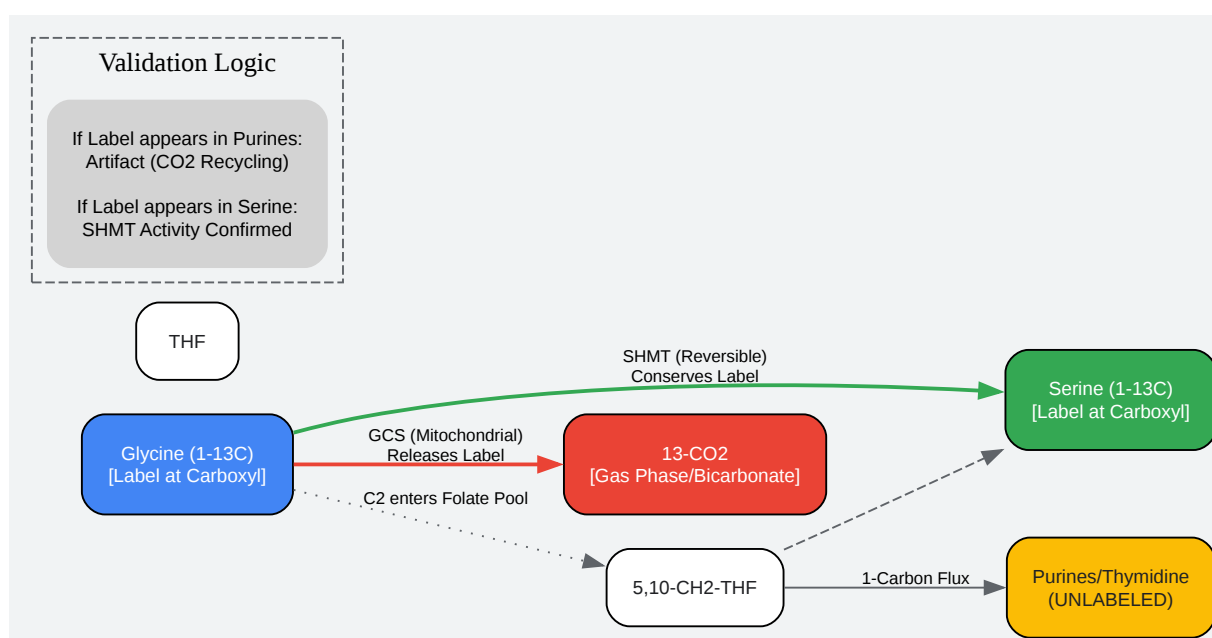 Validation Logic
If Label appears in Purines:
Artifact (CO2 Recycling)
If Label appears in Serine:
SHMT Activity Confirmed
THF
SHMT (Reversible)
Conserves Label
Serine (1-13C)
[Label at Carboxyl]
Glycine (1-13C)
[Label at Carboxyl]
GCS (Mitochondrial)
Releases Label
13-CO2
[Gas Phase/Bicarbonate]
C2 enters Folate Pool
5,10-CH2-THF
1-Carbon Flux
Purines/Thymidine
(UNLABELED)